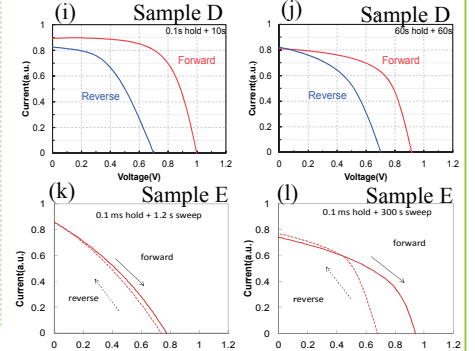 (i) Sample D
0.1s hold + 10s
Forward
Reverse
Current(a.u.)
1
0.8
0.6
0.4
0.2
0
0 0.2 0.4 0.6 0.8 1 1.2
Voltage(V)
(j) Sample D
60s hold + 60s
Forward
Reverse
Current(a.u.)
1
0.8
0.6
0.4
0.2
0
0 0.2 0.4 0.6 0.8 1 1.2
Voltage(V)
(k) Sample E
0.1 ms hold + 1.2 s sweep
forward
reverse
Current(a.u.)
1
0.8
0.6
0.4
0.2
0
0 0.2 0.4 0.6 0.8 1 1.2
(l) Sample E
0.1 ms hold + 300 s sweep
forward
reverse
Current(a.u.)
1
0.8
0.6
0.4
0.2
0
0 0.2 0.4 0.6 0.8 1 1.2